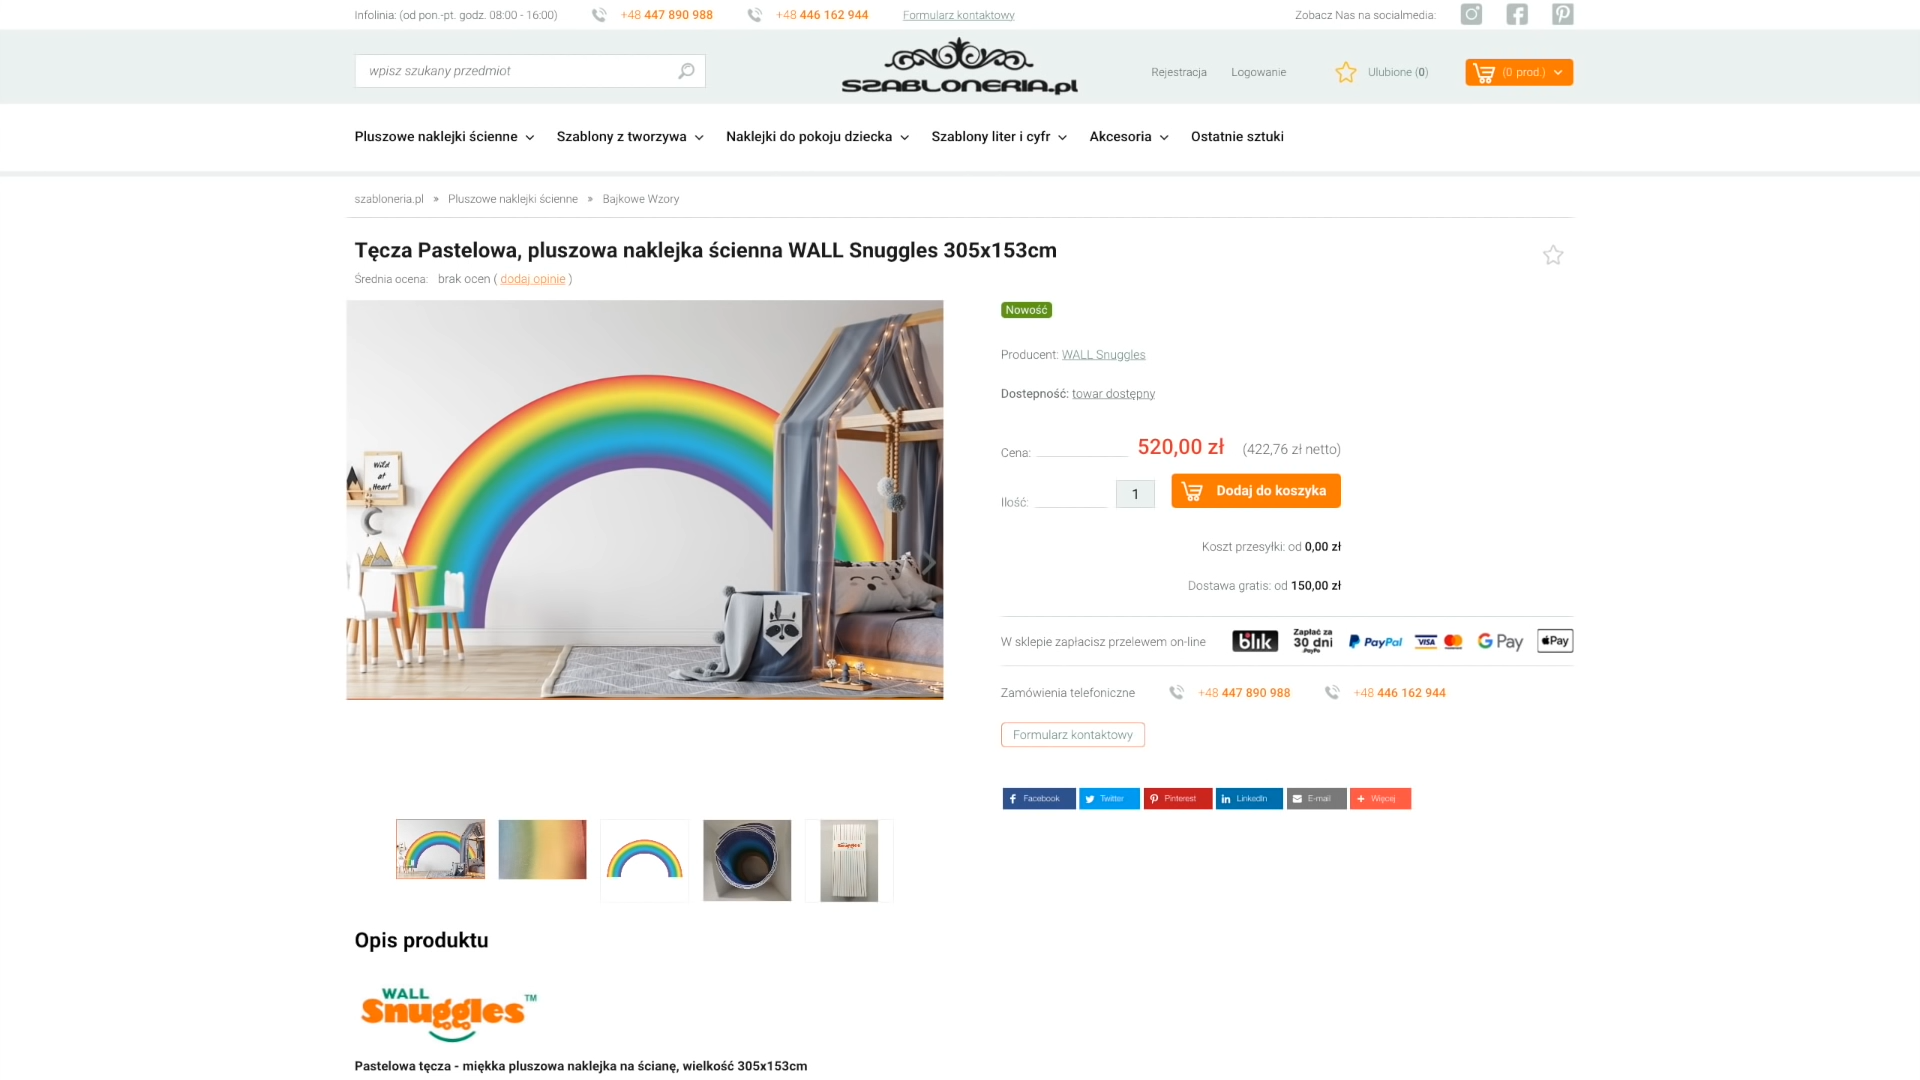 Infolinia: (od pon.-pt. godz. 08:00 - 16:00) +48 447 890 988 +48 446 162 944 Formularz kontaktowy Zobacz Nas na socialmedia:
wpisz szukany przedmiot
SZABLONERIA.pl
Rejestracja Logowanie Ulubione (0) (0 prod.)
Pluszowe naklejki ścienne Szablony z tworzywa Naklejki do pokoju dziecka Szablony liter i cyfr Akcesoria Ostatnie sztuki
szabloneria.pl » Pluszowe naklejki ścienne » Bajkowe Wzory
Tęcza Pastelowa, pluszowa naklejka ścienna WALL Snuggles 305x153cm
Średnia ocena: brak ocen ( dodaj opinie )
Wild
at
Heart
Nowość
Producent: WALL Snuggles
Dostepność: towar dostępny
Cena: 520,00 zł (422,76 zł netto)
Ilość: 1 Dodaj do koszyka
Koszt przesyłki: od 0,00 zł
Dostawa gratis: od 150,00 zł
W sklepie zapłacisz przelewem on-line blik Zapłać za 30 dni PayPo PayPal VISA G Pay Pay
Zamówienia telefoniczne +48 447 890 988 +48 446 162 944
Formularz kontaktowy
Facebook Twitter Pinterest LinkedIn E-mail Więcej
Snuggles
Opis produktu
WALL
Snuggles™
Pastelowa tęcza - miękka pluszowa naklejka na ścianę, wielkość 305x153cm